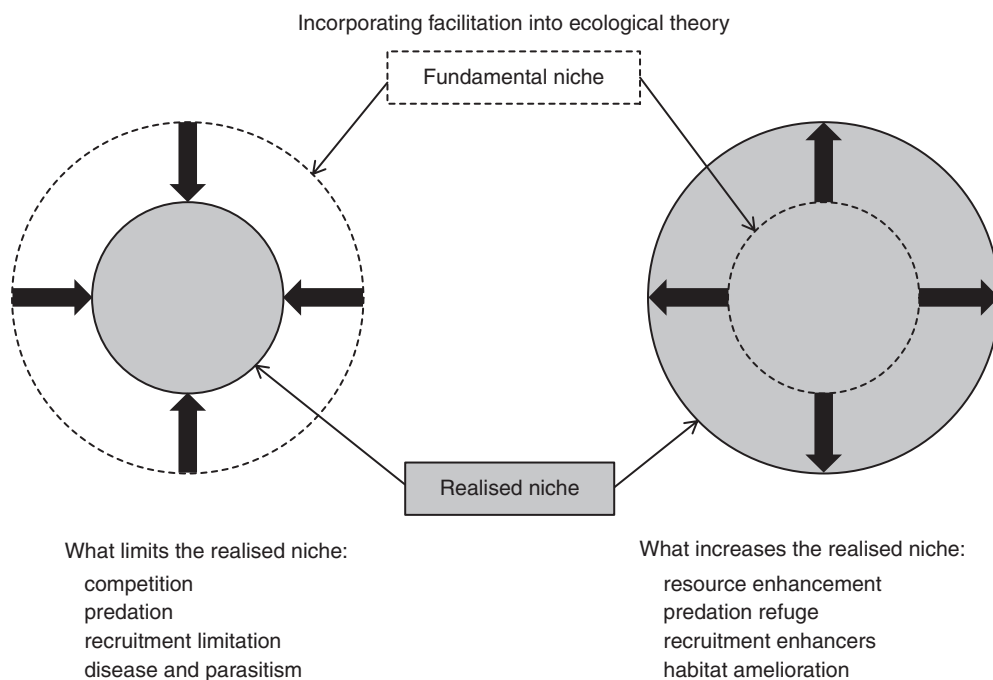 Incorporating facilitation into ecological theory
Fundamental niche
Realised niche
What limits the realised niche:
competition
predation
recruitment limitation
disease and parasitism
What increases the realised niche:
resource enhancement
predation refuge
recruitment enhancers
habitat amelioration